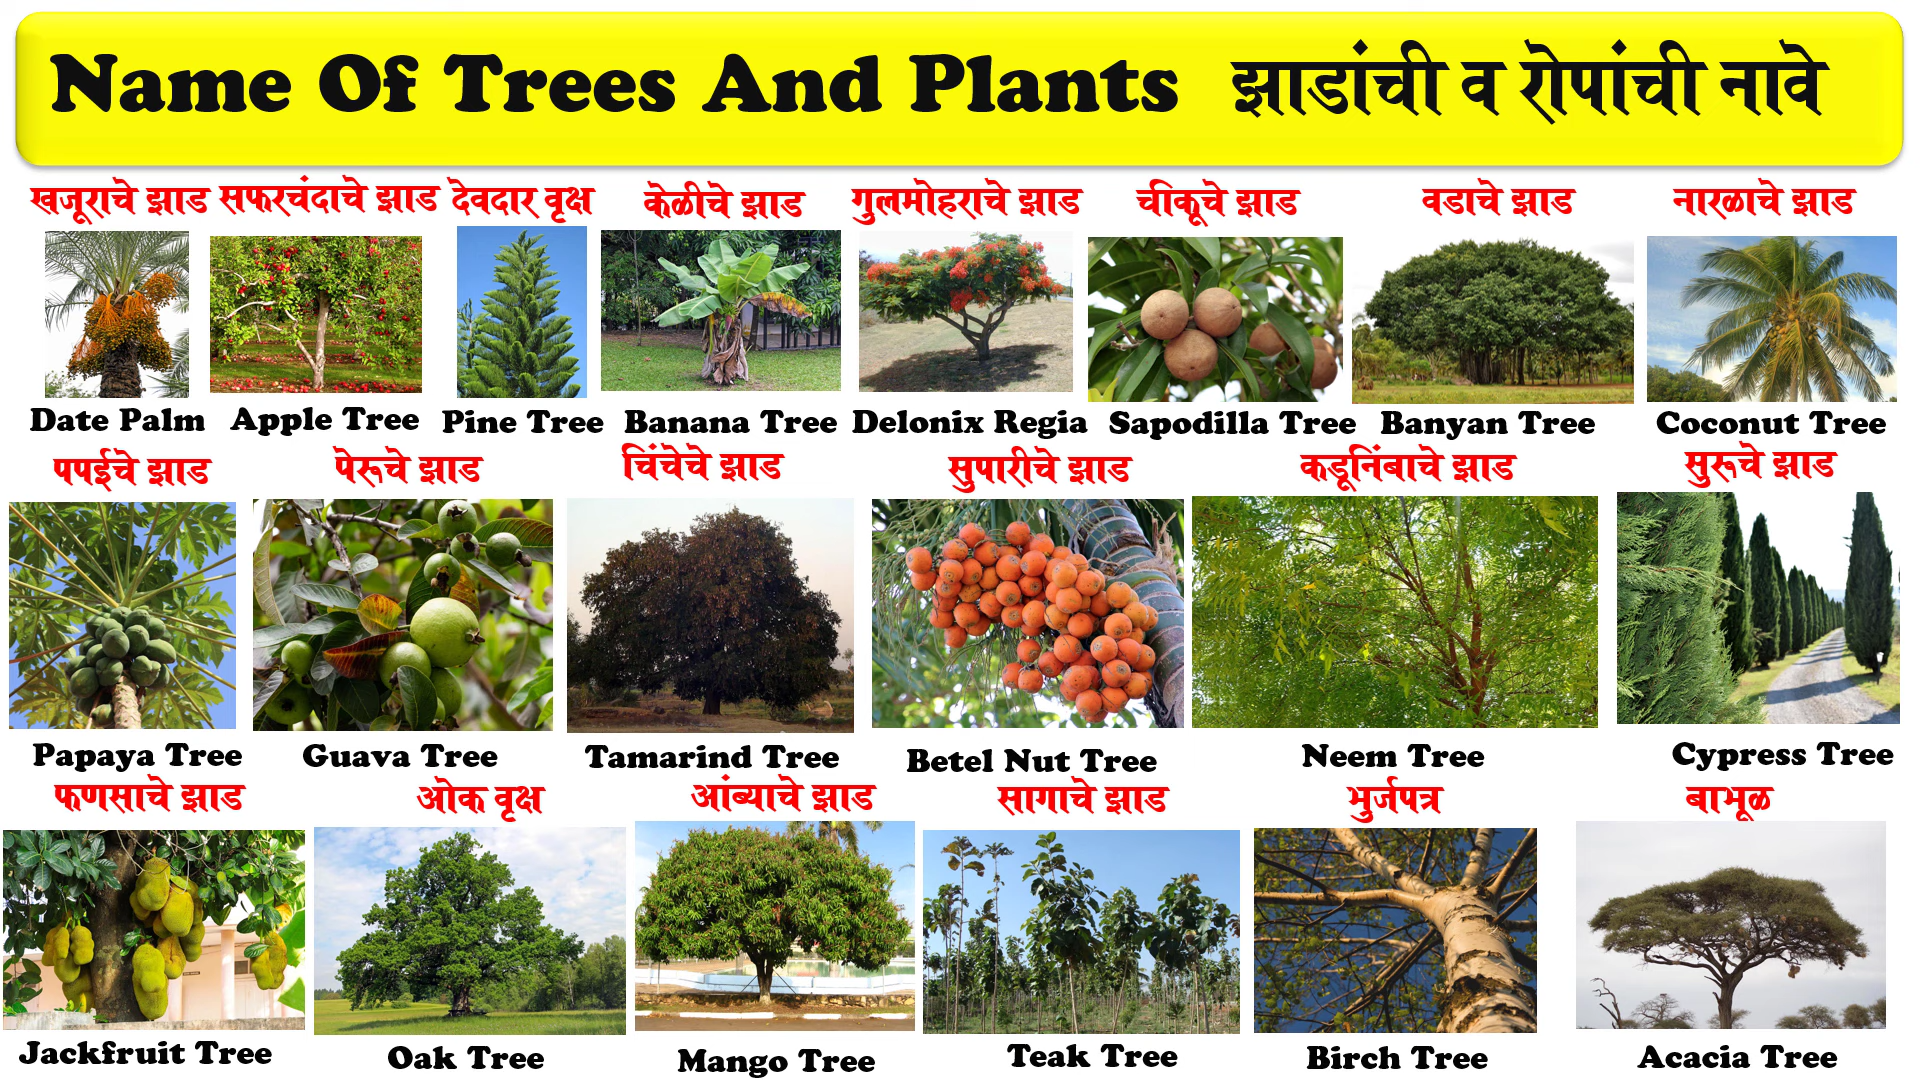 Name Of Trees And Plants झाडांची व रोपांची नावे
खजूराचे झाड सफरचंदाचे झाड देवदार वृक्ष केळीचे झाड गुलमोहराचे झाड चीकूचे झाड वडाचे झाड नारळाचे झाड
Date Palm Apple Tree Pine Tree Banana Tree Delonix Regia Sapodilla Tree Banyan Tree Coconut Tree
पपईचे झाड पेरूचे झाड चिंचेचे झाड सुपारीचे झाड कडूनिंबाचे झाड सुरूचे झाड
Papaya Tree Guava Tree Tamarind Tree Betel Nut Tree Neem Tree Cypress Tree
फणसाचे झाड ओक वृक्ष आंब्याचे झाड सागाचे झाड भुर्जपत्र बाभूळ
Jackfruit Tree Oak Tree Mango Tree Teak Tree Birch Tree Acacia Tree